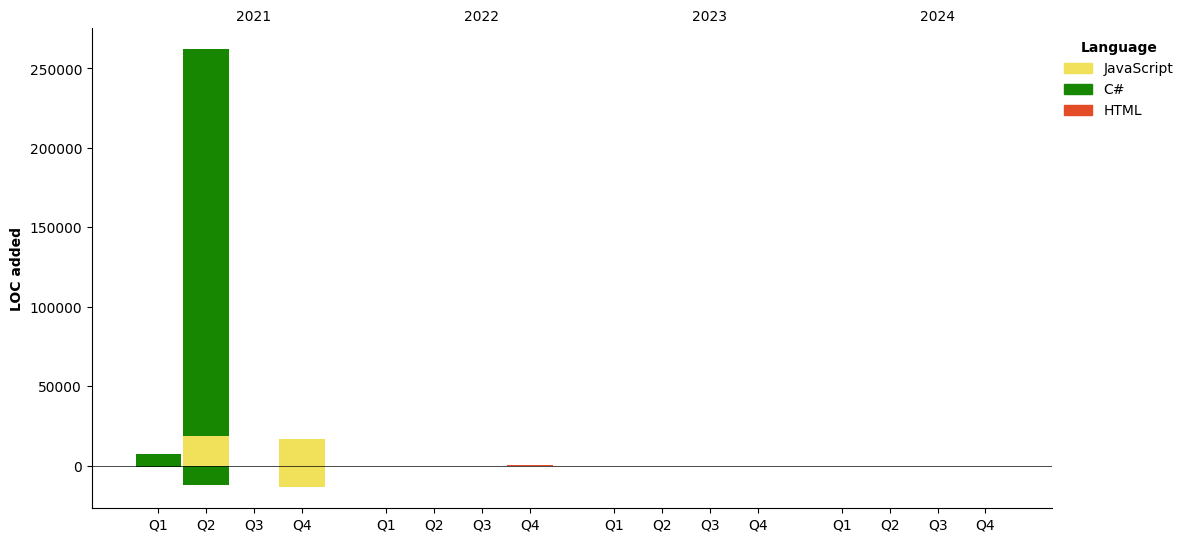 2021 2022 2023 2024
Language
JavaScript
C#
HTML
LOC added
250000
200000
150000
100000
50000
0
Q1 Q2 Q3 Q4 Q1 Q2 Q3 Q4 Q1 Q2 Q3 Q4 Q1 Q2 Q3 Q4